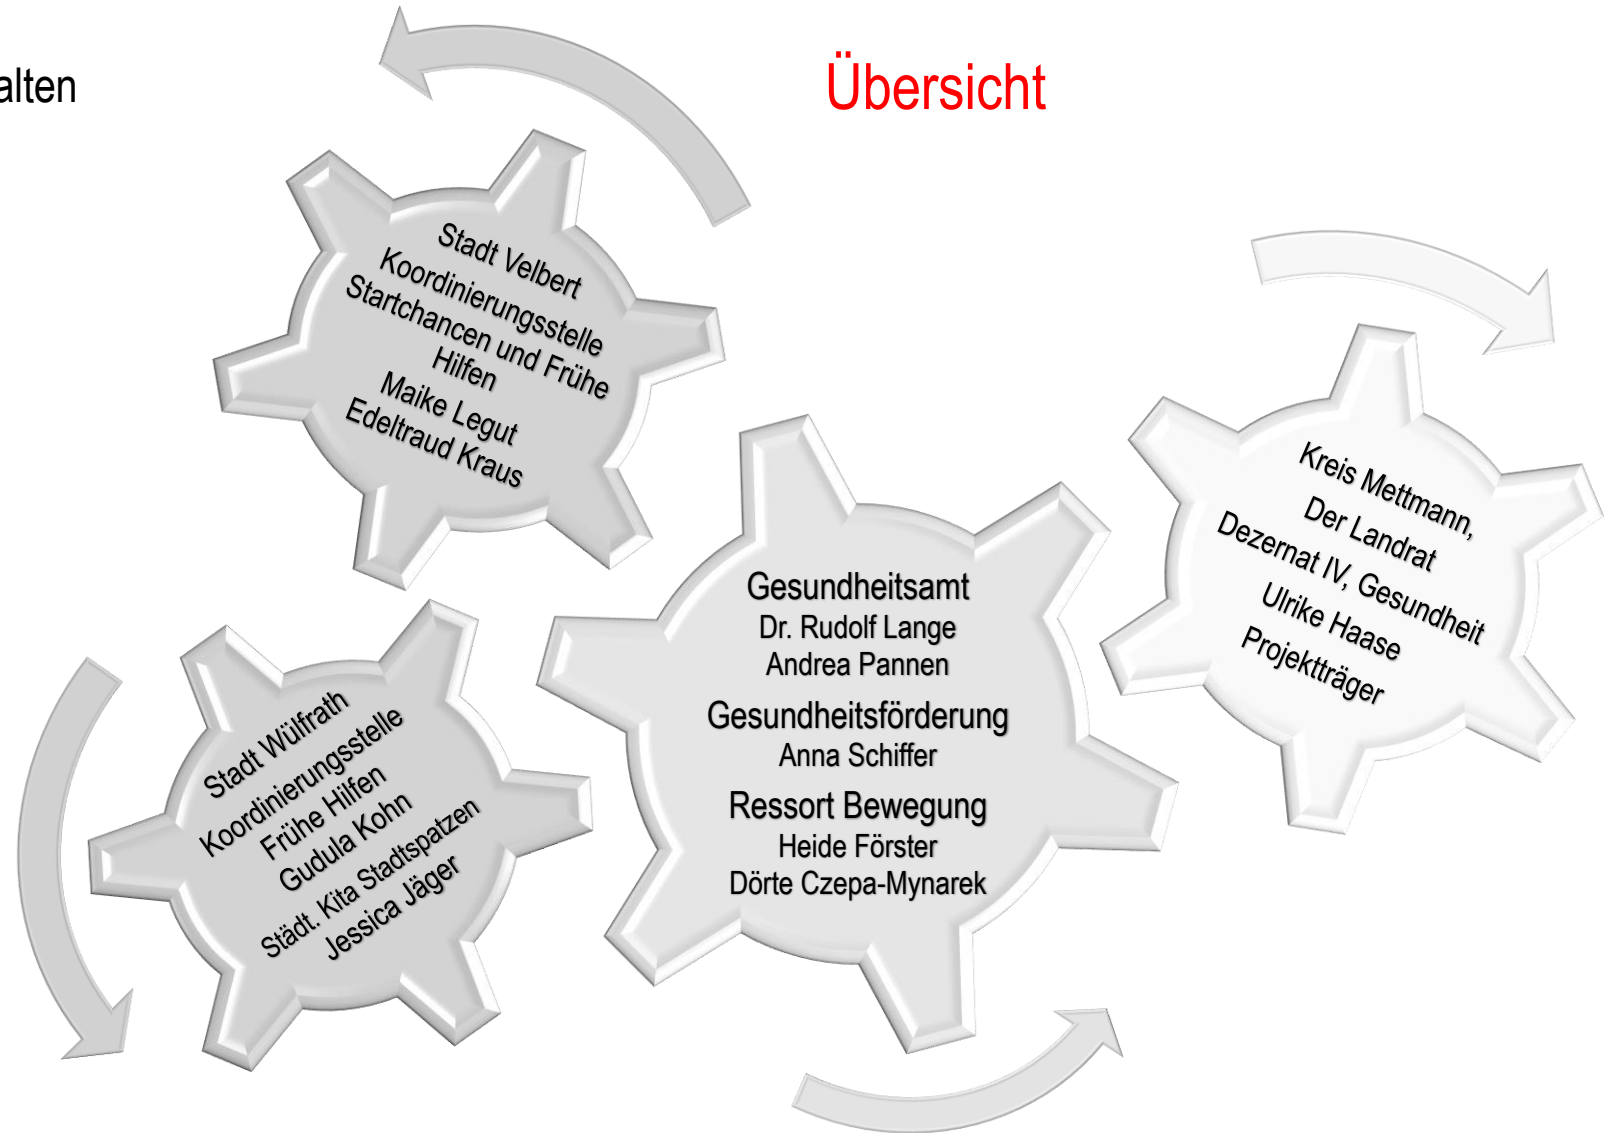 alten
Übersicht
Stadt Velbert
Koordinierungsstelle
Startchancen und Frühe
Hilfen
Maike Legut
Edeltraud Kraus
Kreis Mettmann,
Der Landrat
Dezernat IV, Gesundheit
Ulrike Haase
Projektträger
Gesundheitsamt
Dr. Rudolf Lange
Andrea Pannen
Gesundheitsförderung
Anna Schiffer
Ressort Bewegung
Heide Förster
Dörte Czepa-Mynarek
Stadt Wülfrath
Koordinierungsstelle
Frühe Hilfen
Gudula Kohn
Städt. Kita Stadtspatzen
Jessica Jäger